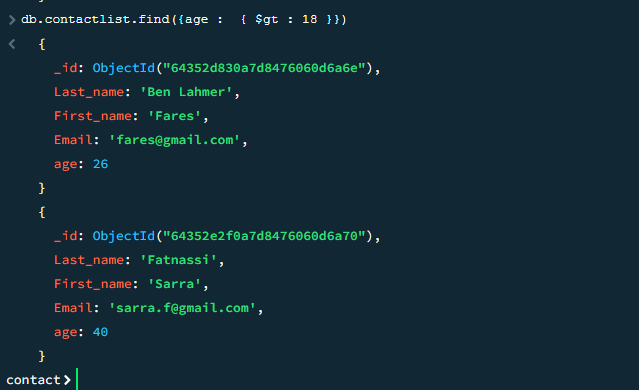 > db.contactlist.find({age :  { $gt : 18 }})
< {
_id: ObjectId("64352d830a7d8476060d6a6e"),
Last_name: 'Ben Lahmer',
First_name: 'Fares',
Email: 'fares@gmail.com',
age: 26
}
{
_id: ObjectId("64352e2f0a7d8476060d6a70"),
Last_name: 'Fatnassi',
First_name: 'Sarra',
Email: 'sarra.f@gmail.com',
age: 40
}
contact>